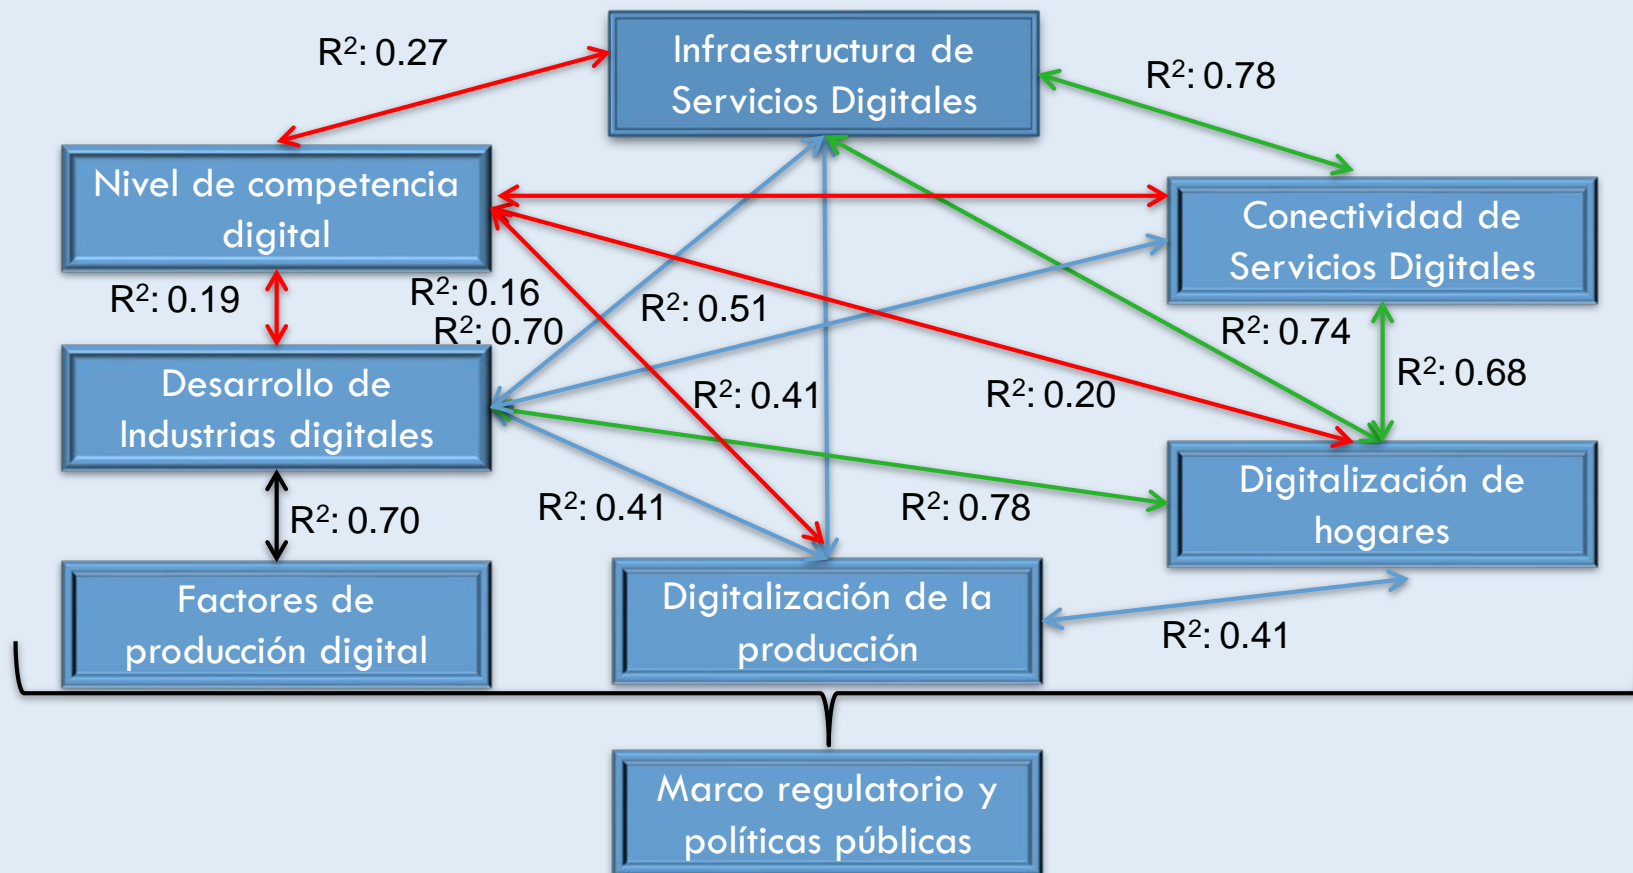 R²: 0.27
Infraestructura de
Servicios Digitales
R²: 0.78
Nivel de competencia
digital
Conectividad de
Servicios Digitales
R²: 0.19
R²: 0.16
R²: 0.70
R²: 0.51
R²: 0.74
R²: 0.68
Desarrollo de
Industrias digitales
R²: 0.41
R²: 0.20
R²: 0.70
R²: 0.41
R²: 0.78
Digitalización de
hogares
Factores de
producción digital
Digitalización de la
producción
R²: 0.41
Marco regulatorio y
políticas públicas